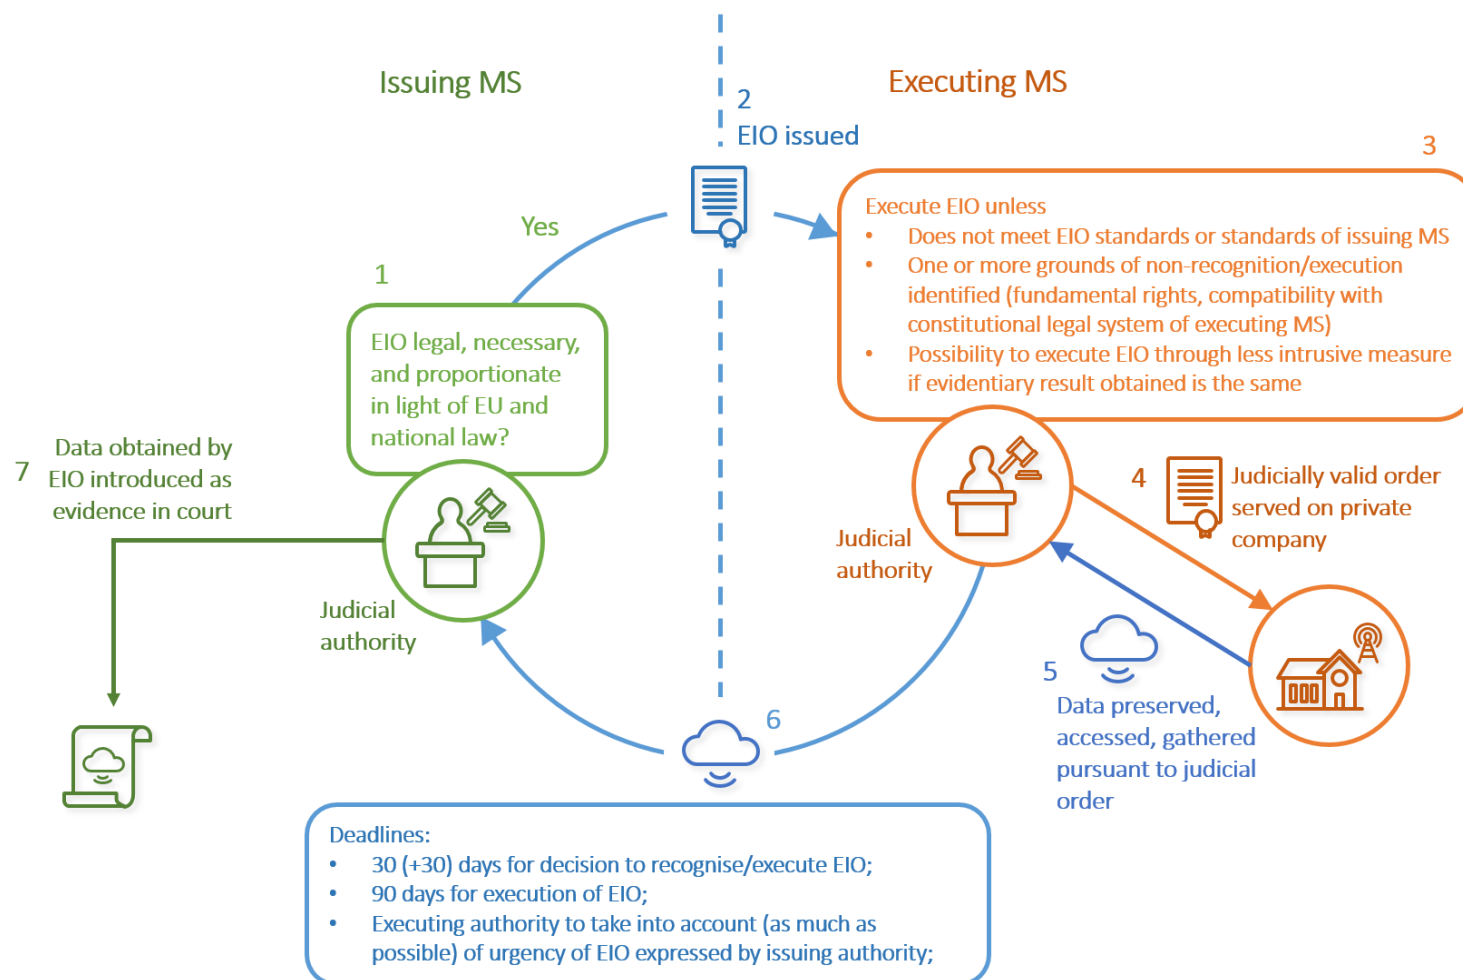 Issuing MS
Executing MS
2
EIO issued
3
Execute EIO unless
• Does not meet EIO standards or standards of issuing MS
• One or more grounds of non-recognition/execution
identified (fundamental rights, compatibility with
constitutional legal system of executing MS)
• Possibility to execute EIO through less intrusive measure
if evidentiary result obtained is the same
Yes
1
EIO legal, necessary,
and proportionate
in light of EU and
national law?
7
Data obtained by
EIO introduced as
evidence in court
Judicial
authority
Judicial
authority
4
Judicially valid order
served on private
company
5
Data preserved,
accessed, gathered
pursuant to judicial
order
6
Deadlines:
• 30 (+30) days for decision to recognise/execute EIO;
• 90 days for execution of EIO;
• Executing authority to take into account (as much as
possible) of urgency of EIO expressed by issuing authority;